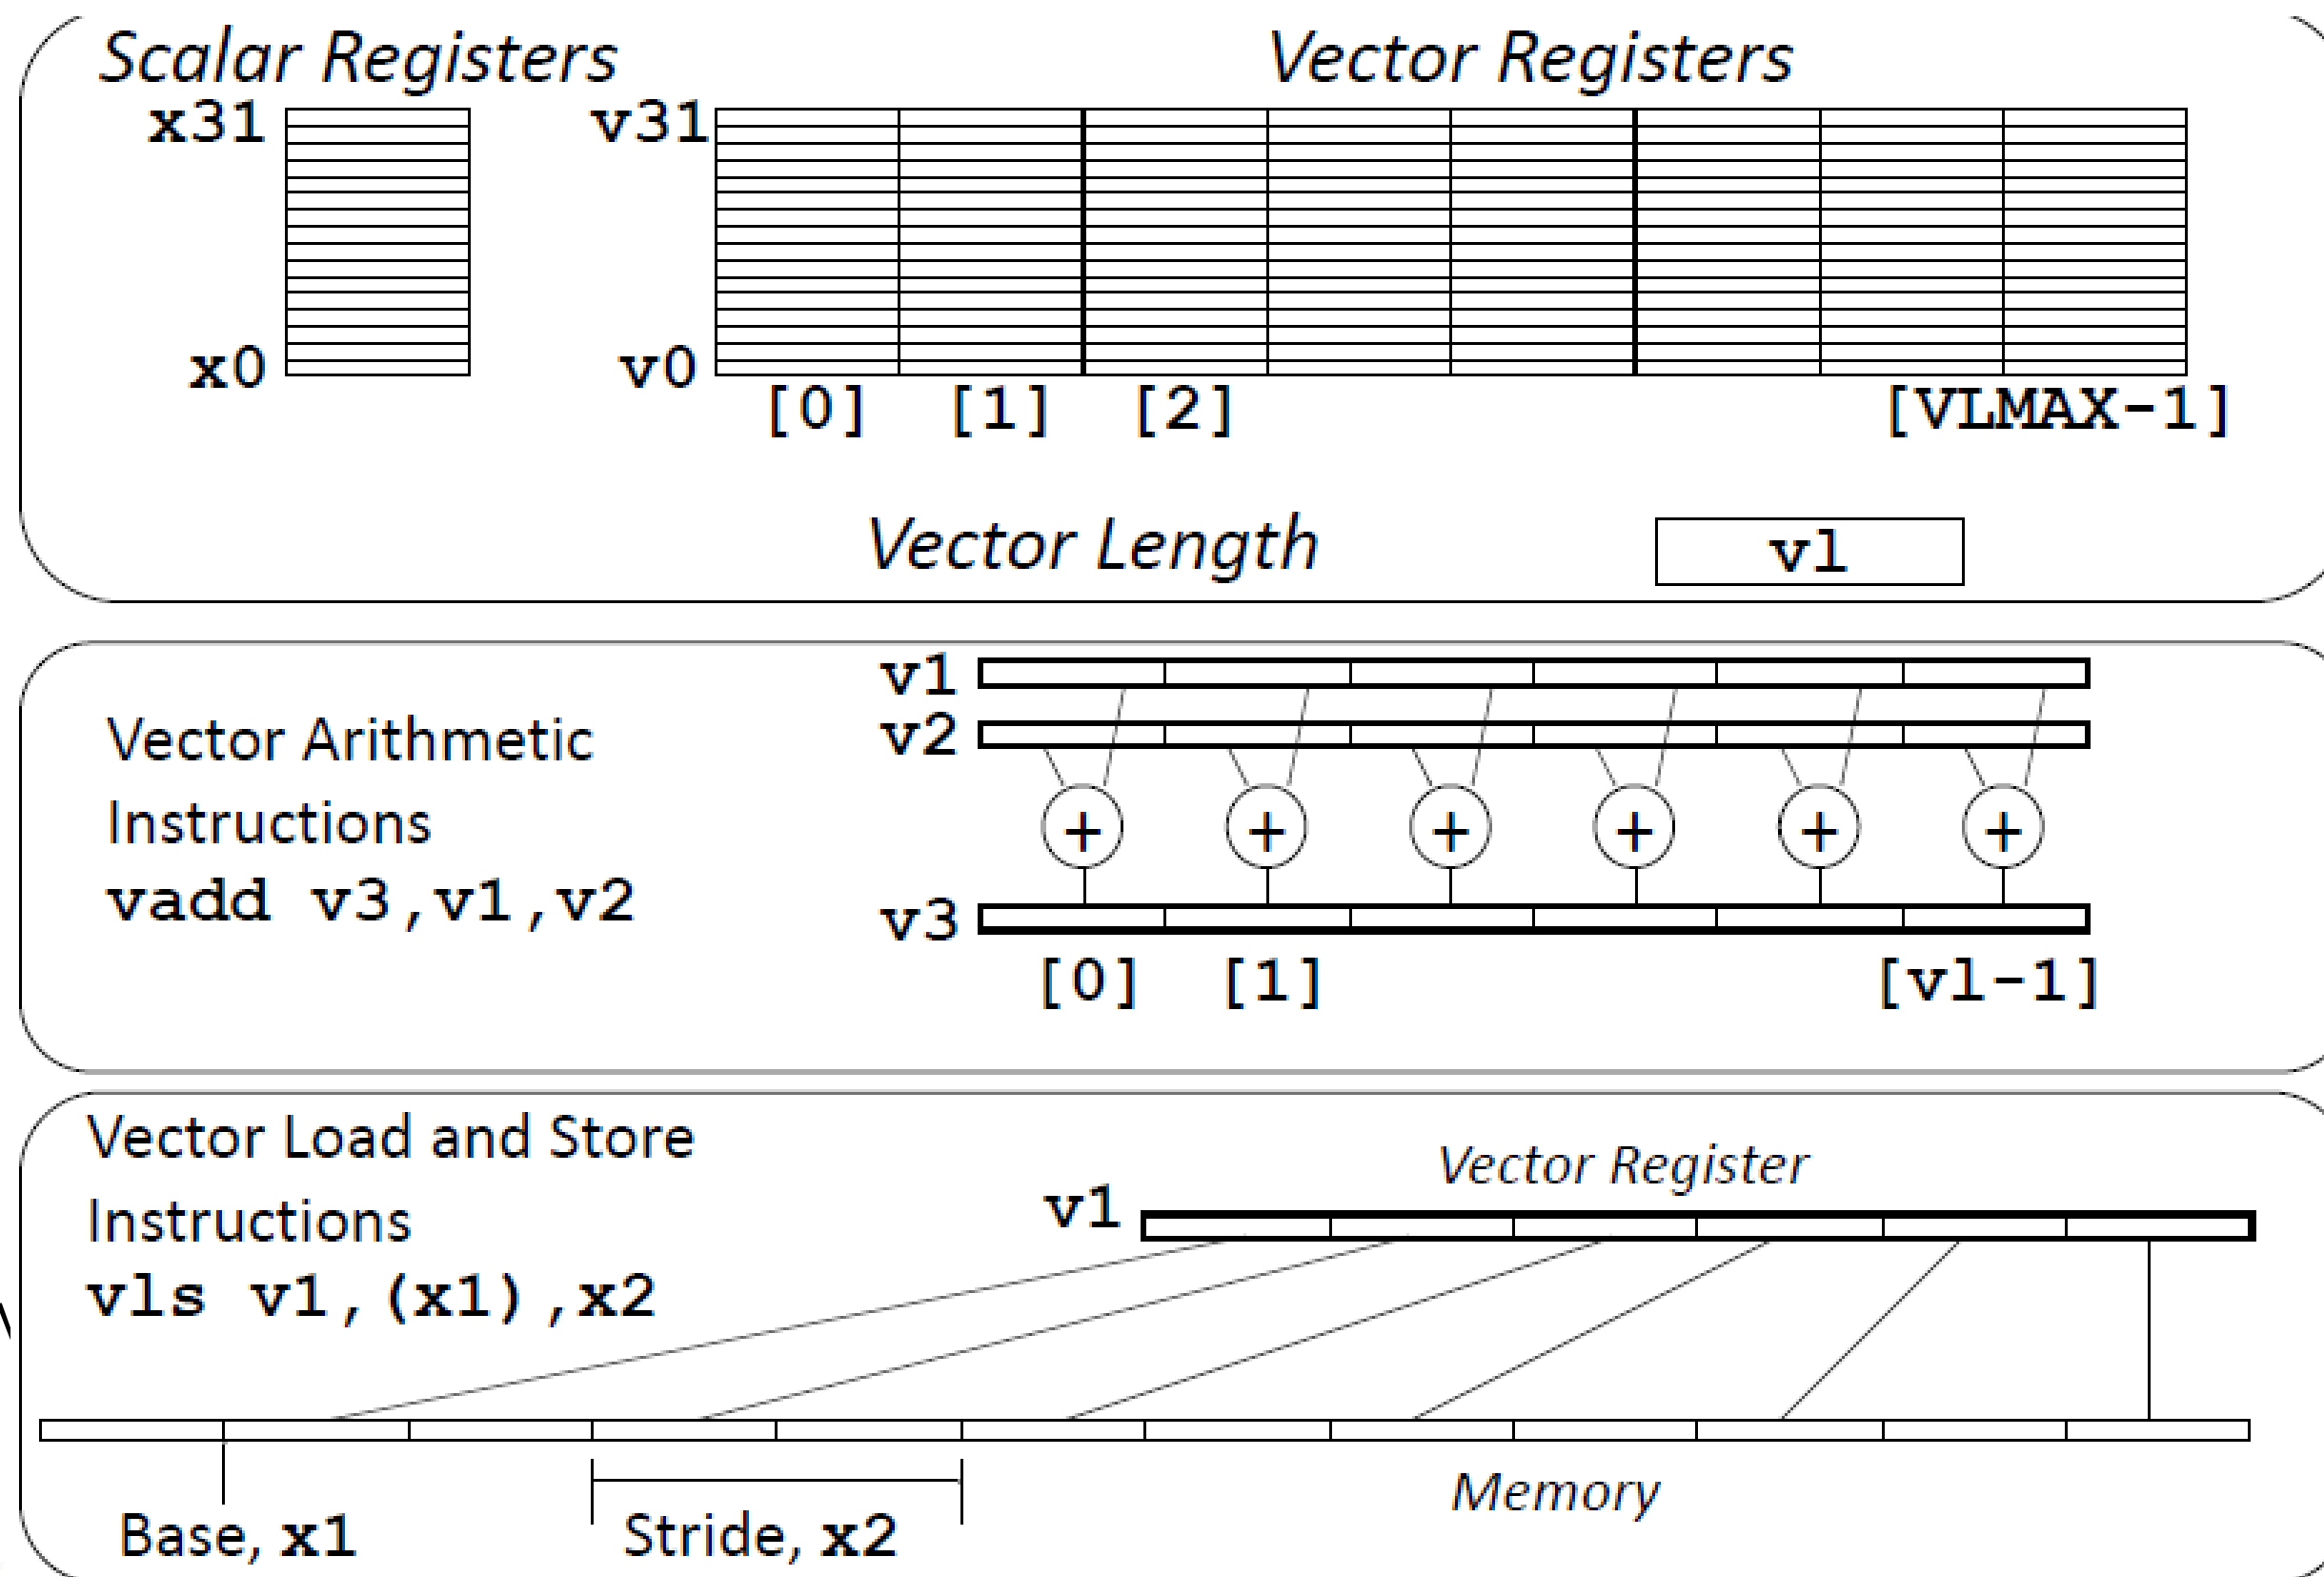 Scalar Registers
Vector Registers
x31
v31
x0
v0
[0] [1] [2] [VLMAX-1]
Vector Length
vl
v1
v2
Vector Arithmetic
Instructions
vadd v3,v1,v2
+ + + + + +
v3
[0] [1] [vl-1]
Vector Load and Store
Instructions
vls v1,(x1),x2
Vector Register
v1
Memory
Base, x1
Stride, x2